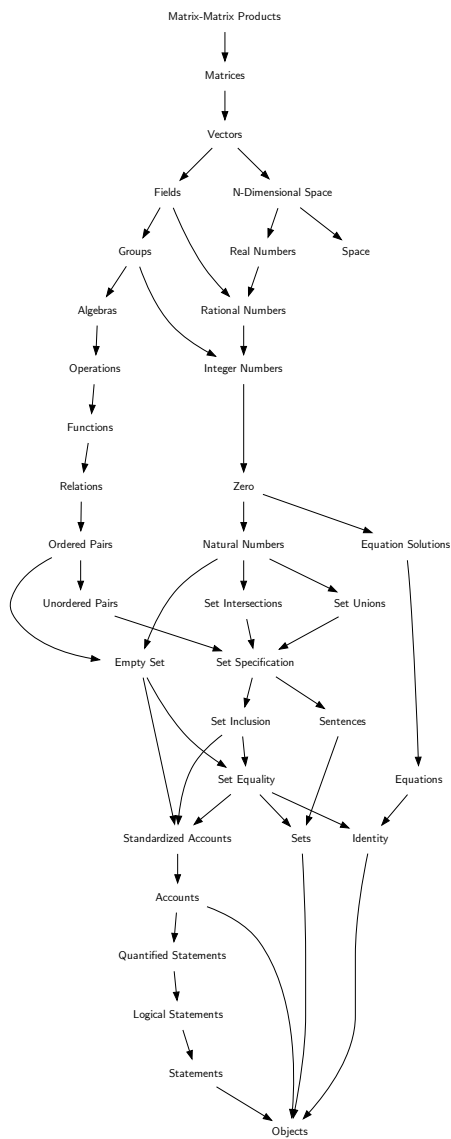 Matrix-Matrix Products
Matrices
Vectors
Fields
N-Dimensional Space
Groups
Real Numbers
Space
Algebras
Rational Numbers
Operations
Integer Numbers
Functions
Relations
Zero
Ordered Pairs
Natural Numbers
Equation Solutions
Unordered Pairs
Set Intersections
Set Unions
Empty Set
Set Specification
Set Inclusion
Sentences
Set Equality
Equations
Standardized Accounts
Sets
Identity
Accounts
Quantified Statements
Logical Statements
Statements
Objects